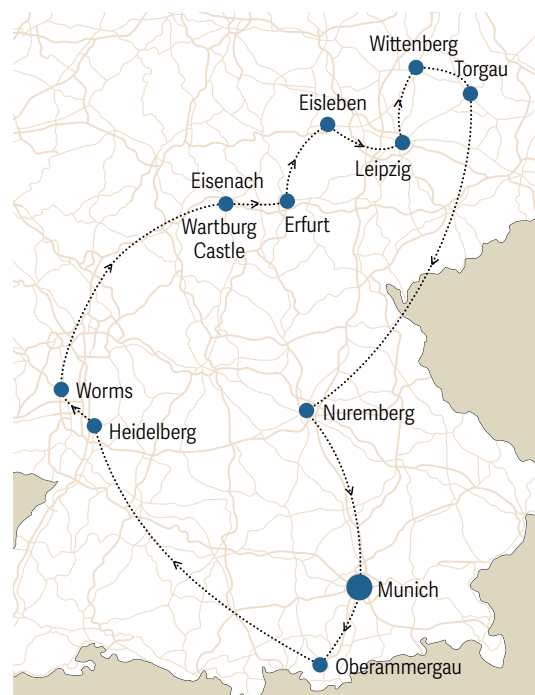 Wittenberg
Torgau
Eisleben
Leipzig
Eisenach
Wartburg
Castle
Erfurt
Worms
Heidelberg
Nuremberg
Munich
Oberammergau